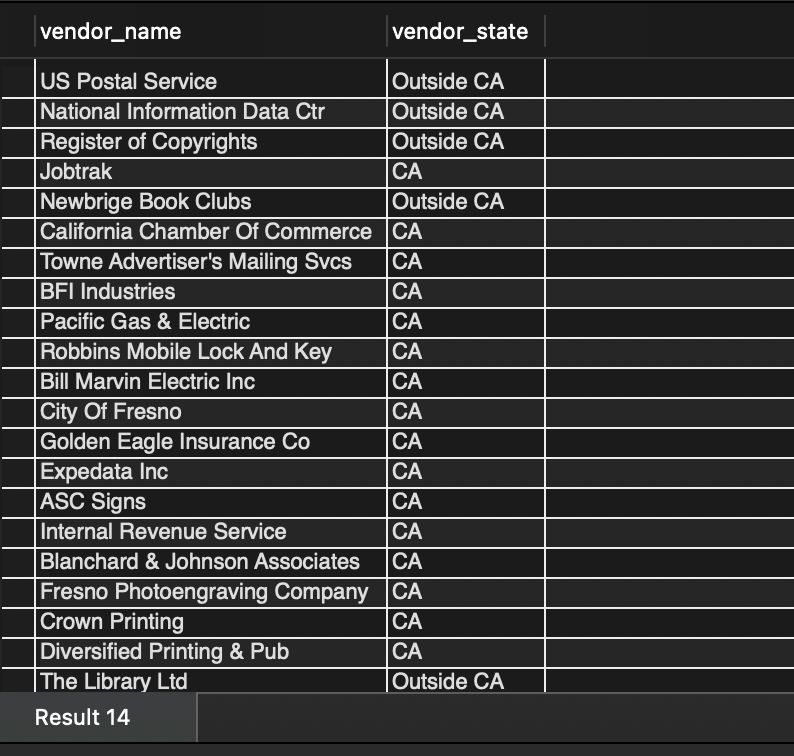 vendor_name vendor_state
US Postal Service Outside CA
National Information Data Ctr Outside CA
Register of Copyrights Outside CA
Jobtrak CA
Newbrige Book Clubs Outside CA
California Chamber Of Commerce CA
Towne Advertiser's Mailing Svcs CA
BFI Industries CA
Pacific Gas & Electric CA
Robbins Mobile Lock And Key CA
Bill Marvin Electric Inc CA
City Of Fresno CA
Golden Eagle Insurance Co CA
Expedata Inc CA
ASC Signs CA
Internal Revenue Service CA
Blanchard & Johnson Associates CA
Fresno Photoengraving Company CA
Crown Printing CA
Diversified Printing & Pub CA
The Library Ltd Outside CA
Result 14